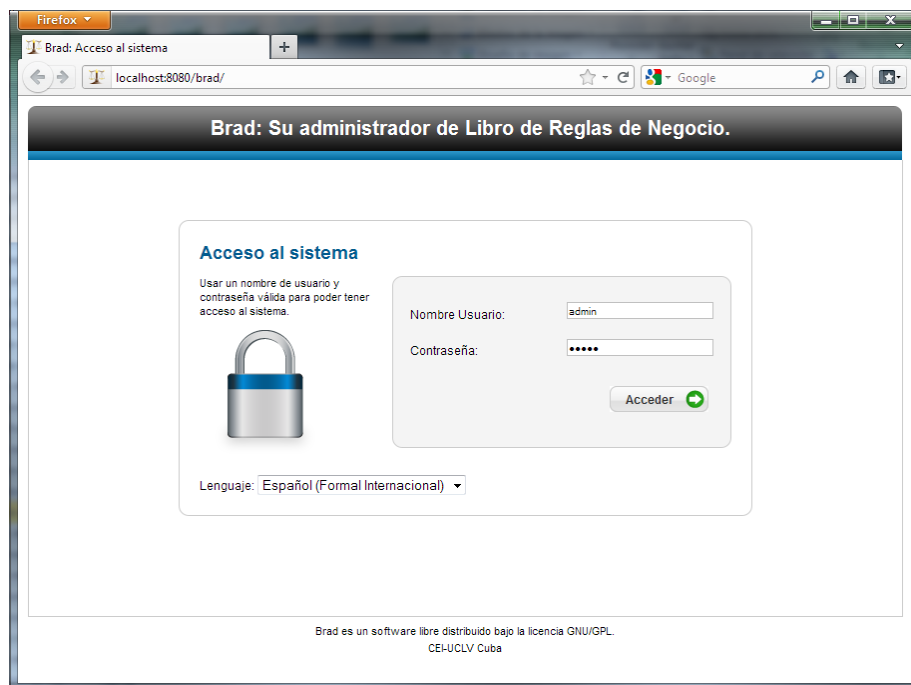 Firefox
Brad: Acceso al sistema
localhost:8080/brad/
Google
Brad: Su administrador de Libro de Reglas de Negocio.
Acceso al sistema
Usar un nombre de usuario y
contraseña válida para poder tener
acceso al sistema.
Nombre Usuario: admin
Contraseña: •••••
Acceder
Lenguaje: Español (Formal Internacional)
Brad es un software libre distribuido bajo la licencia GNU/GPL.
CEI-UCLV Cuba